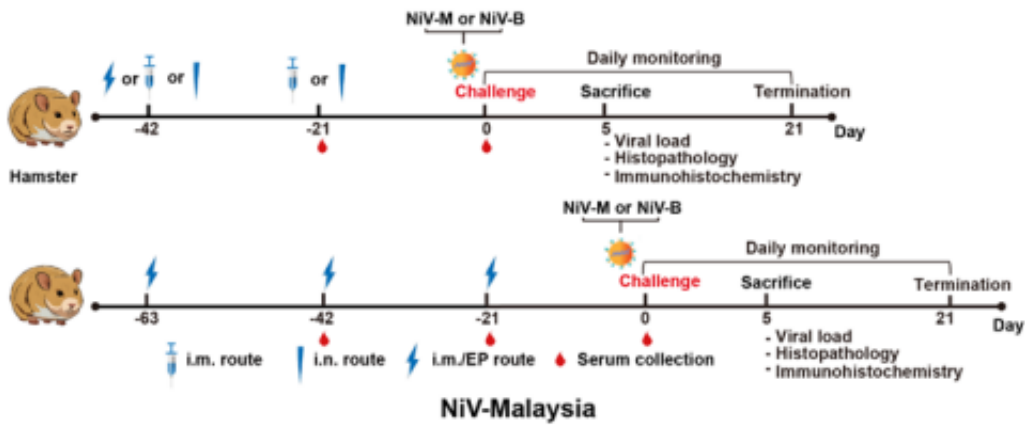 NiV-M or NiV-B
Daily monitoring
or or or
Challenge Sacrifice Termination
-42 -21 0 5 21 Day
- Viral load
- Histopathology
- Immunohistochemistry
Hamster
NiV-M or NiV-B
Daily monitoring
Challenge Sacrifice Termination
-63 -42 -21 0 5 21 Day
- Viral load
- Histopathology
- Immunohistochemistry
i.m. route i.n. route i.m./EP route Serum collection
NiV-Malaysia